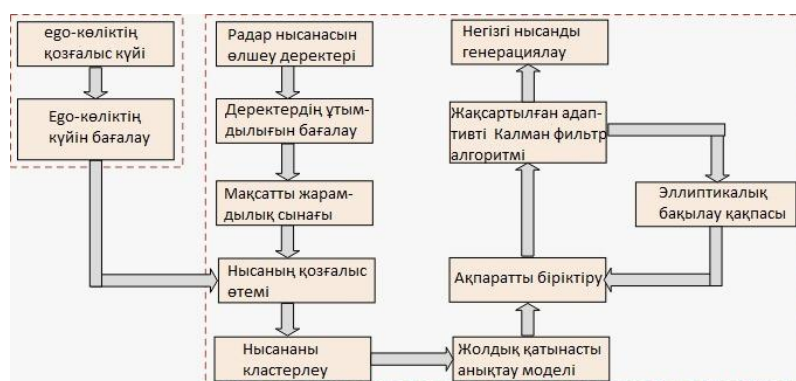 ego-көліктің
қозғалыс күйі
Ego-көліктің
күйін бағалау
Радар нысанасын
өлшеу деректері
Деректердің ұтым-
дылығын бағалау
Мақсатты жарам-
дылық сынағы
Нысаның қозғалыс
өтемі
Нысананы
кластерлеу
Жолдық қатынасты
анықтау моделі
Ақпаратты біріктіру
Жақсартылған адап-
тивті Калман фильтр
алгоритмі
Негізгі нысанды
генерациялау
Эллиптикалық
бақылау қақпасы